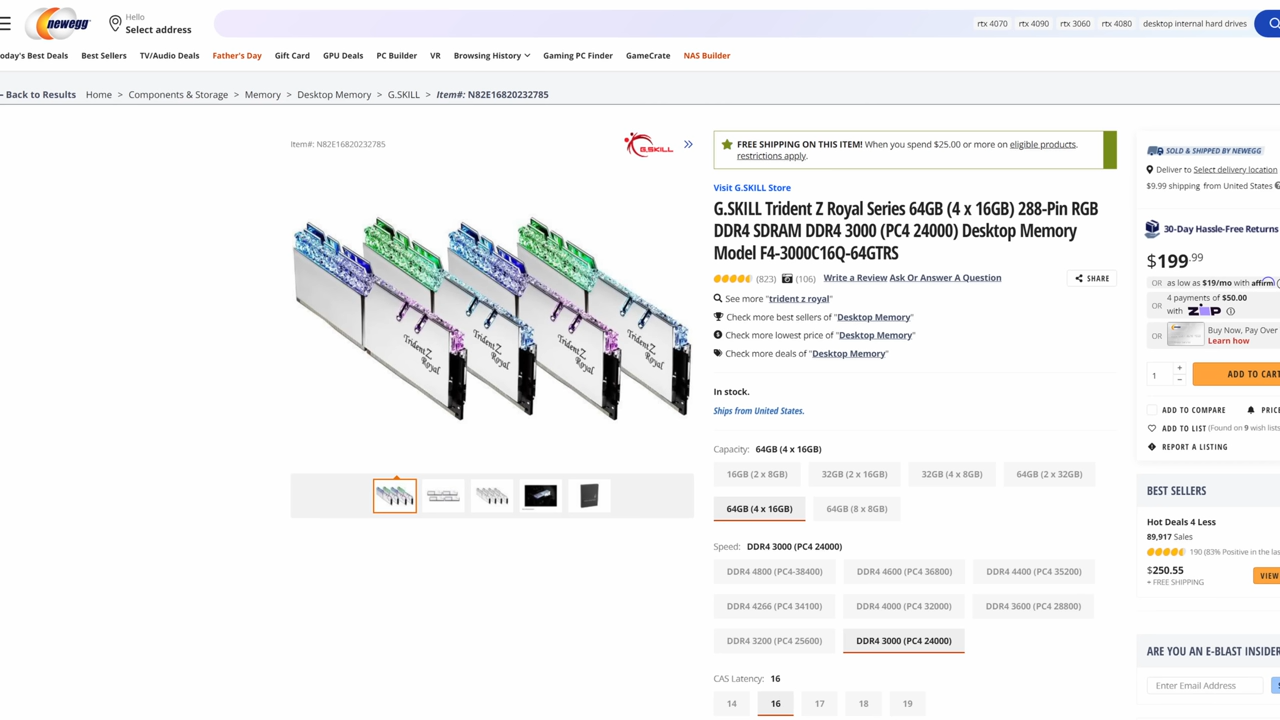 newegg
Hello
Select address
rtx 4070
rtx 4090
rtx 3060
rtx 4080
desktop internal hard drives
oday's Best Deals
Best Sellers
TV/Audio Deals
Father's Day
Gift Card
GPU Deals
PC Builder
VR
Browsing History
Gaming PC Finder
GameCrate
NAS Builder
Back to Results
Home > Components & Storage > Memory > Desktop Memory > G.SKILL > Item#: N82E16820232785
Item#: N82E16820232785
G.SKILL
Trident Z
Royal
Trident Z
Royal
Trident Z
Royal
Trident Z
Royal
FREE SHIPPING ON THIS ITEM! When you spend $25.00 or more on eligible products.
restrictions apply.
Visit G.SKILL Store
G.SKILL Trident Z Royal Series 64GB (4 x 16GB) 288-Pin RGB
DDR4 SDRAM DDR4 3000 (PC4 24000) Desktop Memory
Model F4-3000C16Q-64GTRS
(823) (106) Write a Review Ask Or Answer A Question
SHARE
See more "trident z royal"
Check more best sellers of "Desktop Memory"
Check more lowest price of "Desktop Memory"
Check more deals of "Desktop Memory"
In stock.
Ships from United States.
Capacity: 64GB (4 x 16GB)
16GB (2 x 8GB)
32GB (2 x 16GB)
32GB (4 x 8GB)
64GB (2 x 32GB)
64GB (4 x 16GB)
64GB (8 x 8GB)
Speed: DDR4 3000 (PC4 24000)
DDR4 4800 (PC4-38400)
DDR4 4600 (PC4 36800)
DDR4 4400 (PC4 35200)
DDR4 4266 (PC4 34100)
DDR4 4000 (PC4 32000)
DDR4 3600 (PC4 28800)
DDR4 3200 (PC4 25600)
DDR4 3000 (PC4 24000)
CAS Latency: 16
14
16
17
18
19
SOLD & SHIPPED BY NEWEGG
Deliver to Select delivery location
$9.99 shipping from United States
30-Day Hassle-Free Returns
$199.99
OR as low as $19/mo with affirm
OR 4 payments of $50.00
with ZIP
OR Buy Now, Pay Over
Learn how
1
+
−
ADD TO CART
ADD TO COMPARE
PRICE
ADD TO LIST (Found on 9 wish lists
REPORT A LISTING
BEST SELLERS
Hot Deals 4 Less
89,917 Sales
190 (83% Positive in the las
$250.55
+ FREE SHIPPING
VIEW
ARE YOU AN E-BLAST INSIDER
Enter Email Address
S